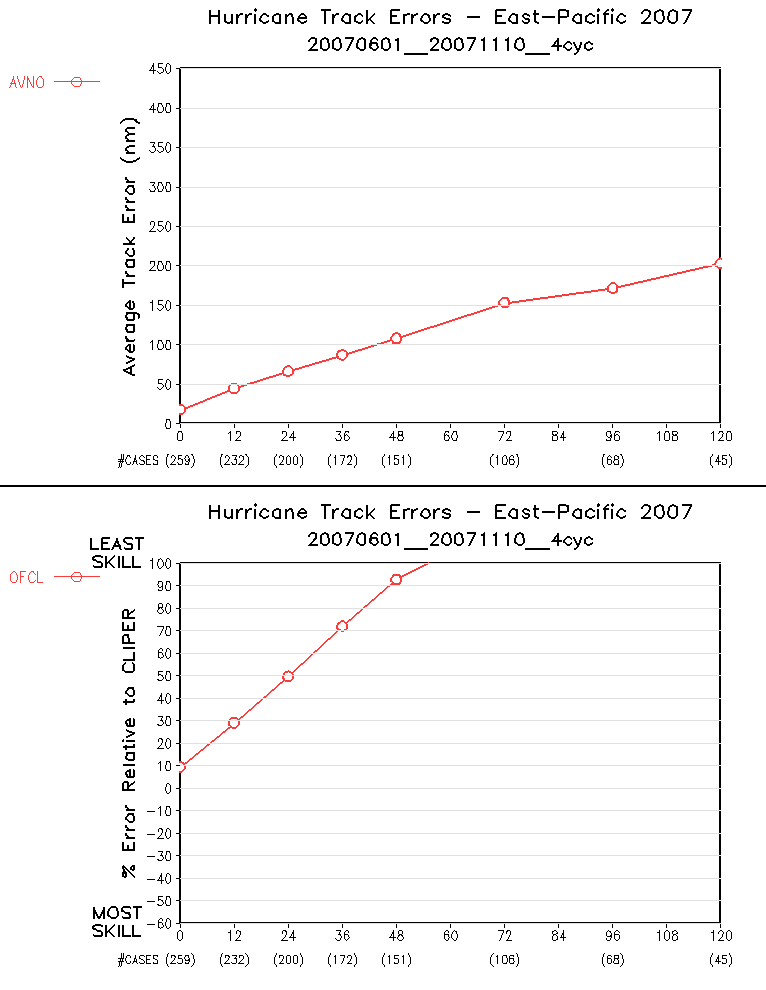 Hurricane Track Errors - East-Pacific 2007
20070601__20071110__4cyc
AVNO
Average Track Error (nm)
450
400
350
300
250
200
150
100
50
0
0 12 24 36 48 60 72 84 96 108 120
#CASES (259) (232) (200) (172) (151) (106) (68) (45)
Hurricane Track Errors - East-Pacific 2007
20070601__20071110__4cyc
LEAST
SKILL
OFCL
% Error Relative to CLIPER
100
90
80
70
60
50
40
30
20
10
0
-10
-20
-30
-40
-50
-60
MOST
SKILL
0 12 24 36 48 60 72 84 96 108 120
#CASES (259) (232) (200) (172) (151) (106) (68) (45)